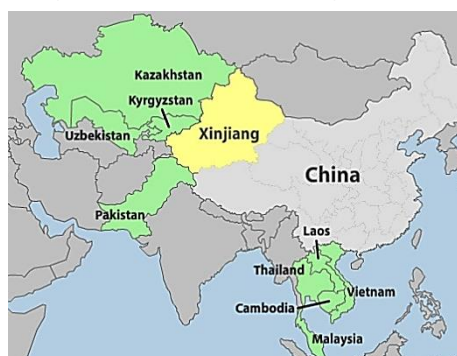 Kazakhstan
Kyrgyzstan
Uzbekistan
Xinjiang
China
Pakistan
Laos
Thailand
Vietnam
Cambodia
Malaysia